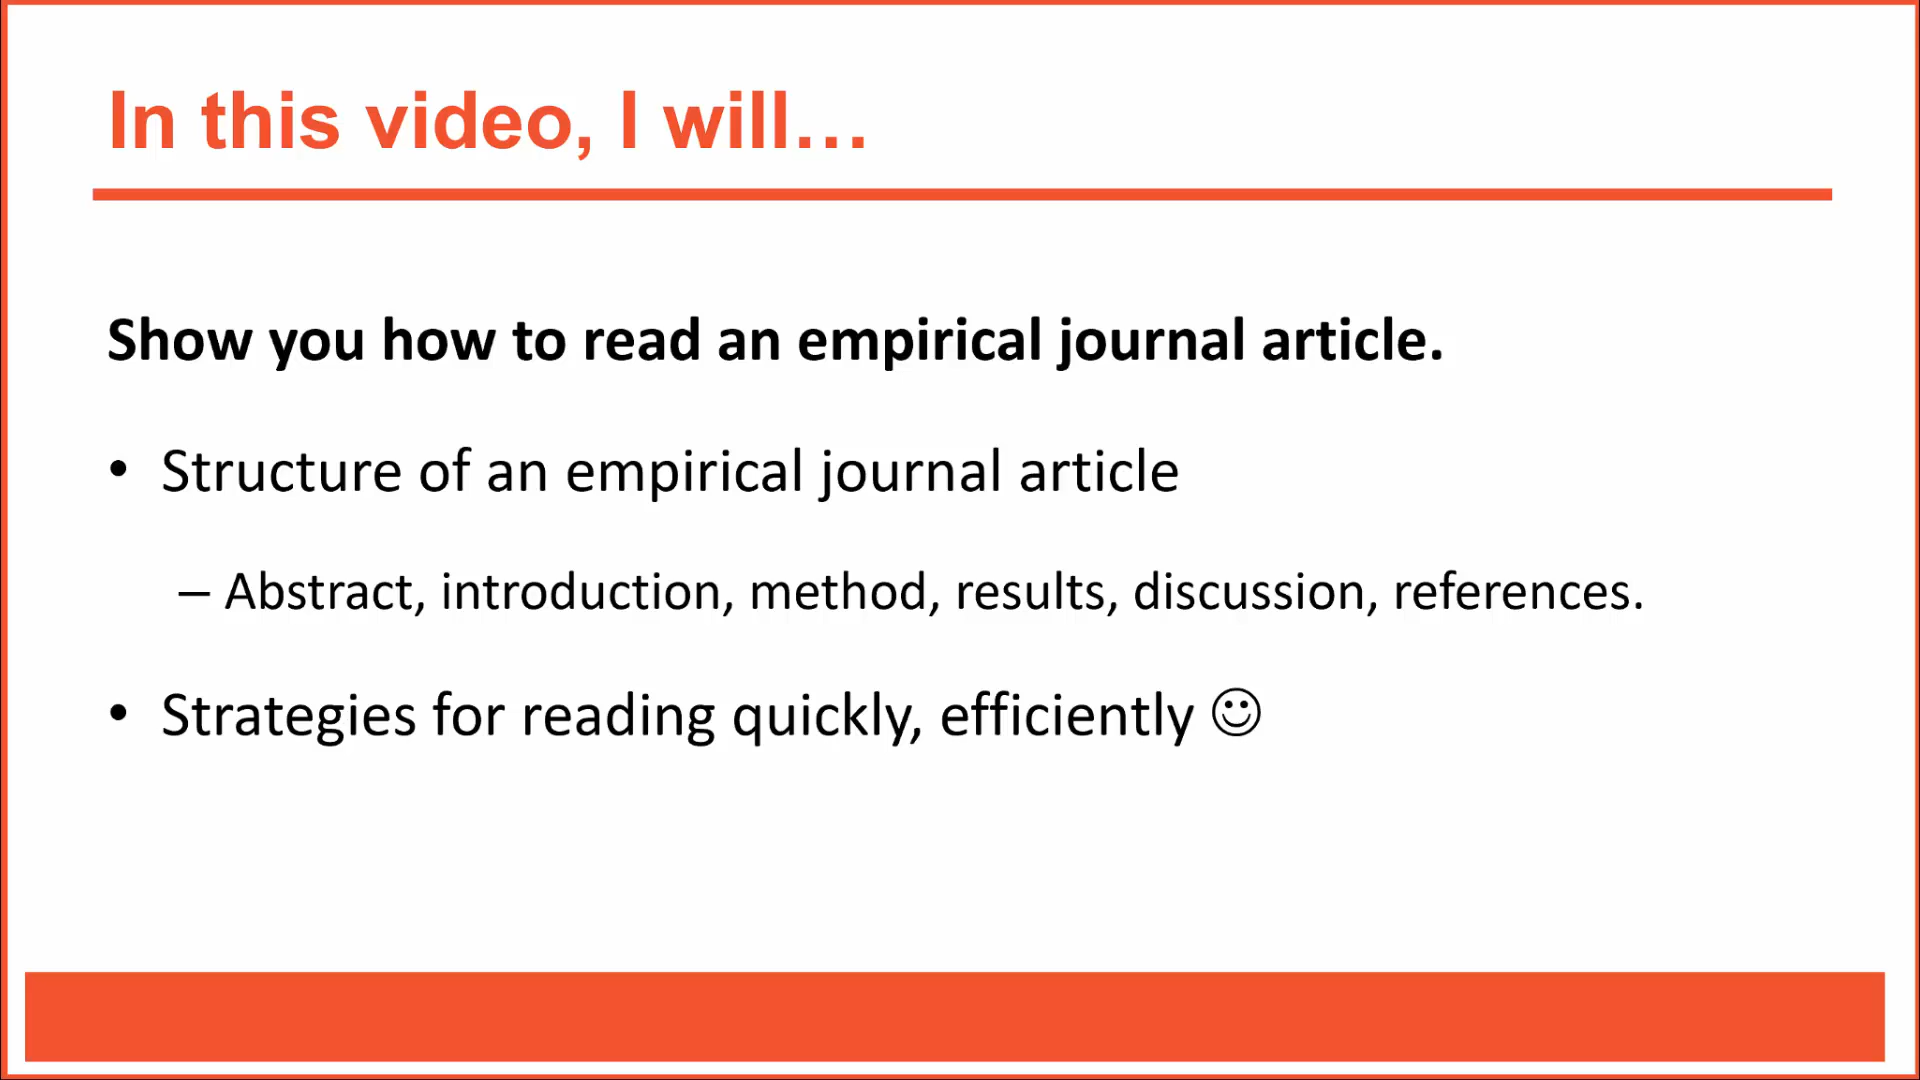 In this video, I will…
Show you how to read an empirical journal article.
• Structure of an empirical journal article
– Abstract, introduction, method, results, discussion, references.
• Strategies for reading quickly, efficiently ☺